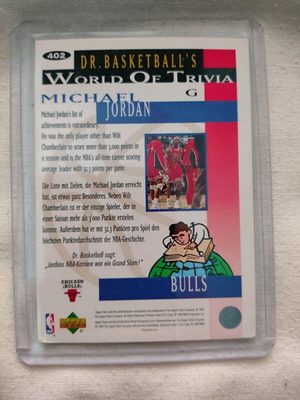 402
DR. BASKETBALL'S
WORLD OF TRIVIA
MICHAEL
JORDAN
G
Michael Jordan's list of
achievements is extraordinary.
He was the only player other than Wilt
Chamberlain to score more than 3,000 points in
a season and is the NBA's all-time career scoring
average leader with 32.3 points per game.
Die Liste mit Zielen, die Michael Jordan erreicht
hat, ist etwas ganz Besonderes. Neben Wilt
Chamberlain ist er der einzige Spieler, der in
einer Saison mehr als 3000 Punkte erzielen
konnte. Außerdem hat er mit 32,3 Punkten pro Spiel den
höchsten Punktedurchschnitt der NBA-Geschichte.
Dr. Basketball sagt:
„Jordans NBA-Karriere war ein Grand Slam!"
CHICAGO
BULLS
BULLS
NBA
UPPER DECK